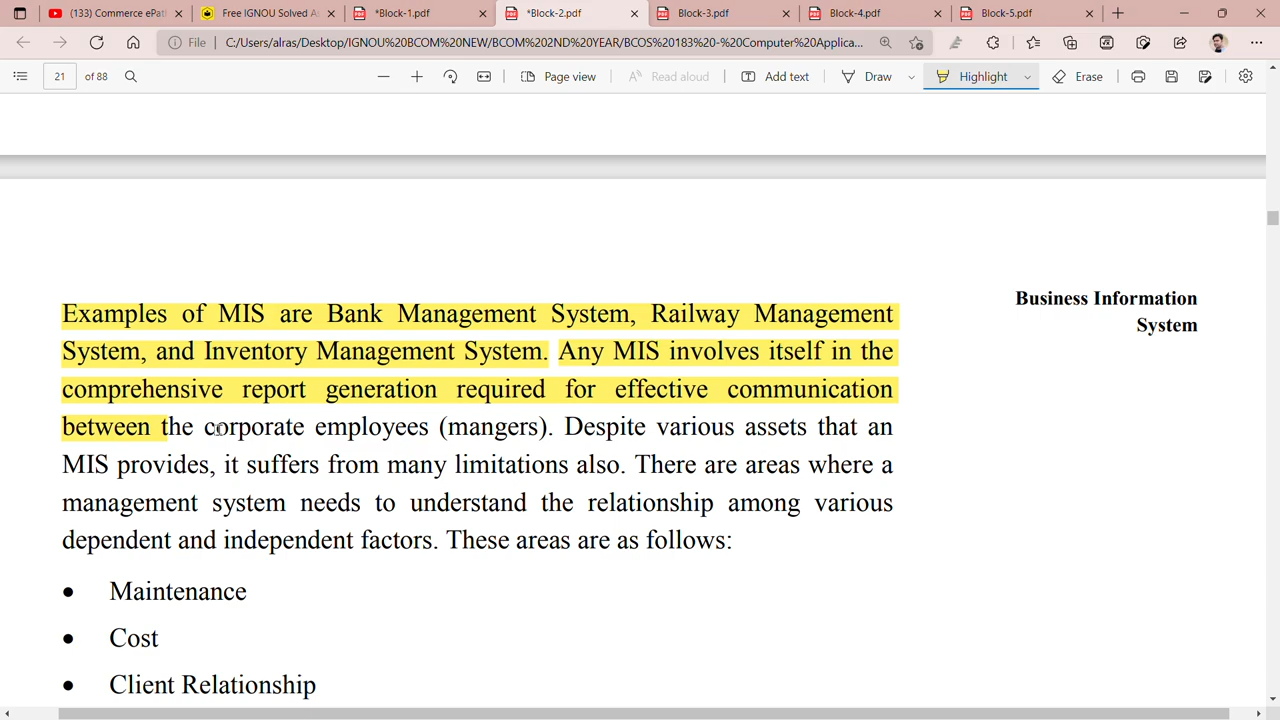 (133) Commerce ePat
Free IGNOU Solved A
*Block-1.pdf
*Block-2.pdf
Block-3.pdf
Block-4.pdf
Block-5.pdf
File
C:/Users/alras/Desktop/IGNOU%20BCOM%20NEW/BCOM%202ND%20YEAR/BCOS%20183%20-%20Computer%20Applica...
21 of 88
Page view
Read aloud
Add text
Draw
Highlight
Erase
Business Information
System
Examples of MIS are Bank Management System, Railway Management
System, and Inventory Management System. Any MIS involves itself in the
comprehensive report generation required for effective communication
between the corporate employees (mangers). Despite various assets that an
MIS provides, it suffers from many limitations also. There are areas where a
management system needs to understand the relationship among various
dependent and independent factors. These areas are as follows:
• Maintenance
• Cost
• Client Relationship